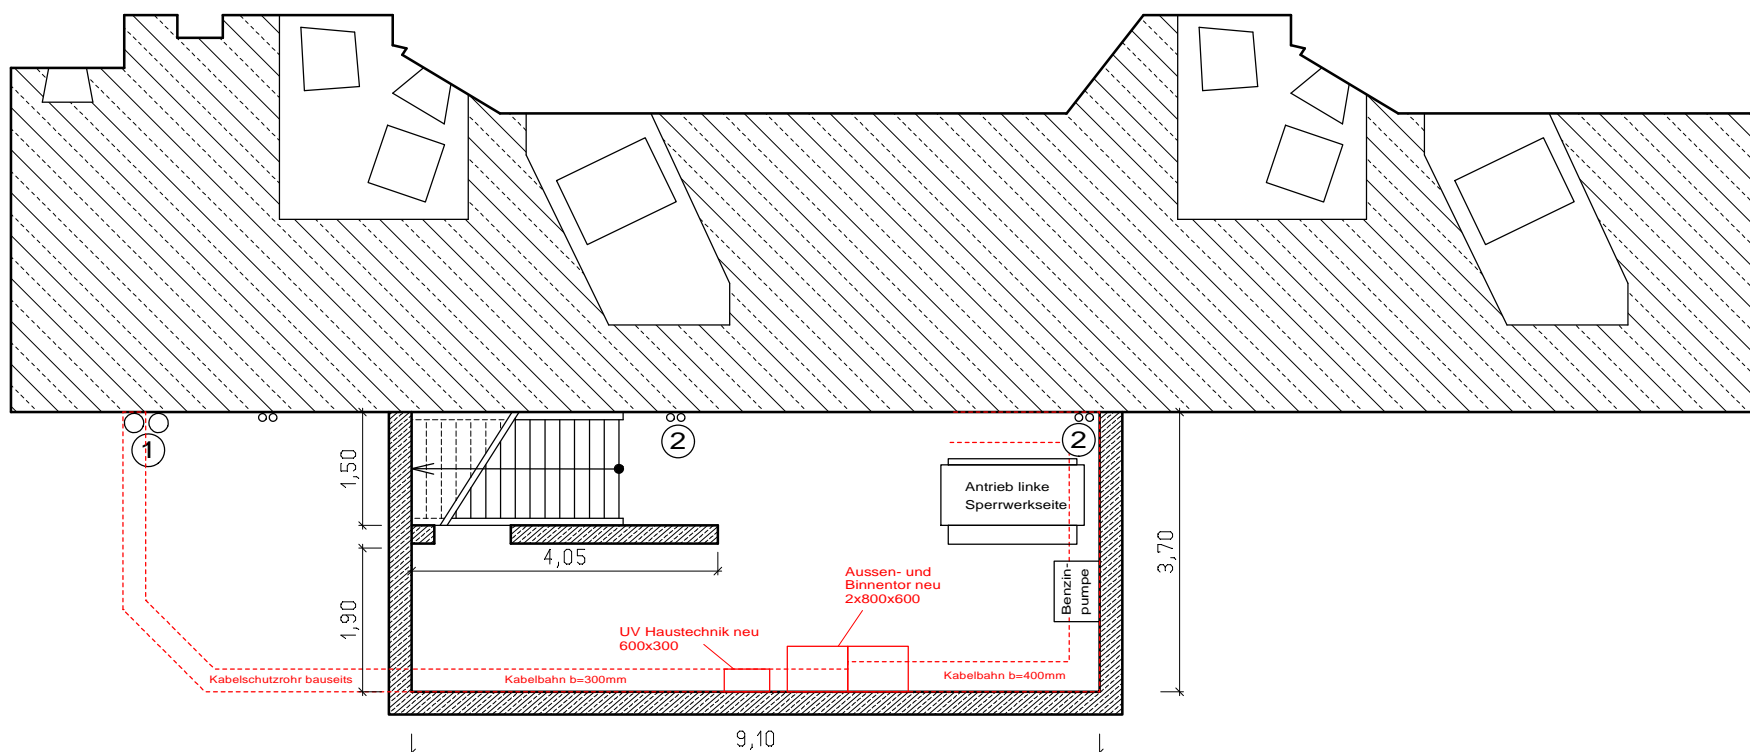 1
2
2
1,50
Antrieb linke
Sperrwerkseite
3,70
4,05
Aussen- und
Binnentor neu
2x800x600
Benzin-
pumpe
1,90
UV Haustechnik neu
600x300
Kabelschutzrohr bauseits
Kabelbahn b=300mm
Kabelbahn b=400mm
9,10